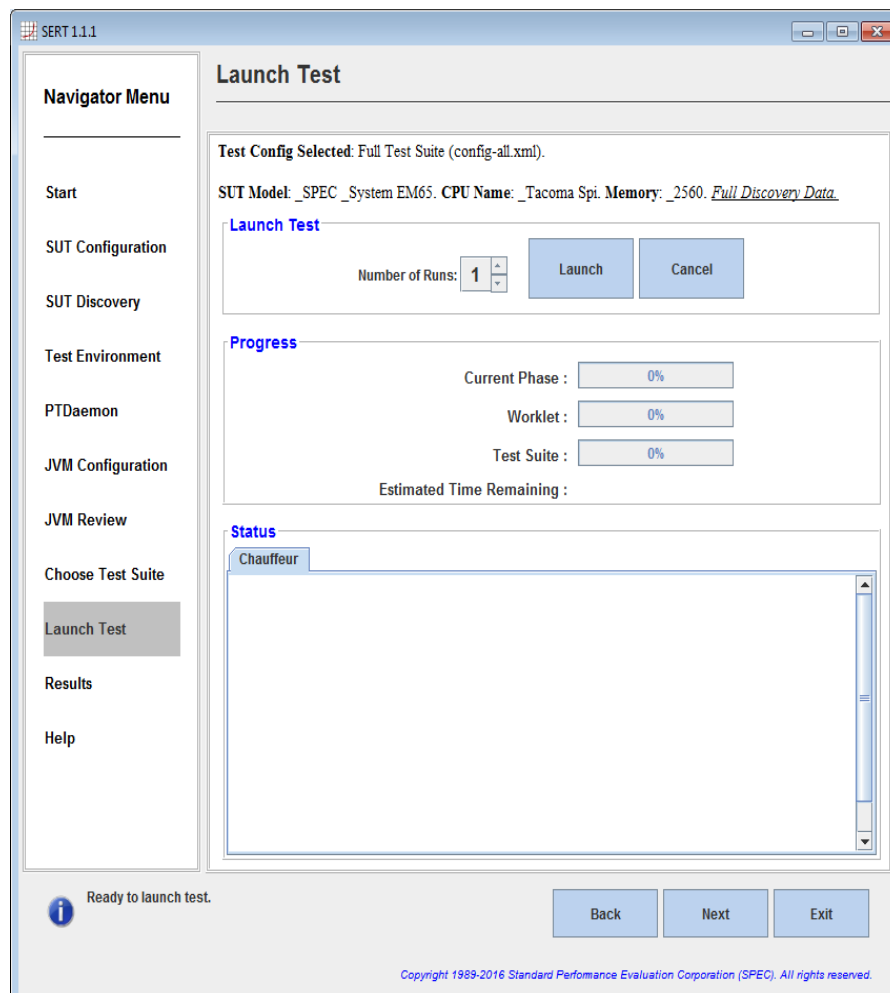 SERT 1.1.1
Navigator Menu
Start
SUT Configuration
SUT Discovery
Test Environment
PTDaemon
JVM Configuration
JVM Review
Choose Test Suite
Launch Test
Results
Help
Launch Test
Test Config Selected: Full Test Suite (config-all.xml).
SUT Model: _SPEC _System EM65. CPU Name: _Tacoma Spi. Memory: _2560. Full Discovery Data.
Launch Test
Number of Runs: 1 Launch Cancel
Progress
Current Phase : 0%
Worklet : 0%
Test Suite : 0%
Estimated Time Remaining :
Status
Chauffeur
Ready to launch test.
Back Next Exit
Copyright 1989-2016 Standard Performance Evaluation Corporation (SPEC). All rights reserved.